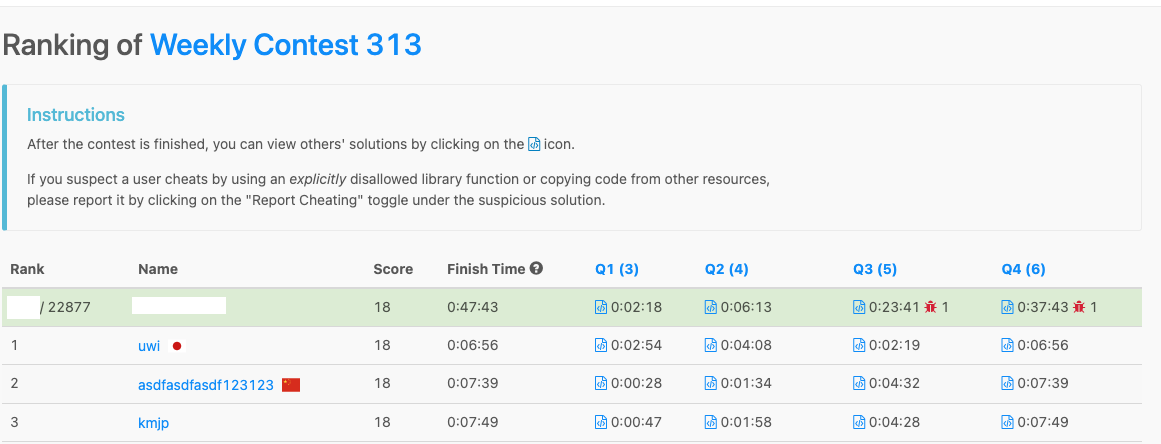 Ranking of Weekly Contest 313
Instructions
After the contest is finished, you can view others' solutions by clicking on the icon.
If you suspect a user cheats by using an explicitly disallowed library function or copying code from other resources,
please report it by clicking on the "Report Cheating" toggle under the suspicious solution.
Rank Name Score Finish Time Q1 (3) Q2 (4) Q3 (5) Q4 (6)
/ 22877 18 0:47:43 0:02:18 0:06:13 0:23:41 1 0:37:43 1
1 uwi 18 0:06:56 0:02:54 0:04:08 0:02:19 0:06:56
2 asdfasdfasdf123123 18 0:07:39 0:00:28 0:01:34 0:04:32 0:07:39
3 kmjp 18 0:07:49 0:00:47 0:01:58 0:04:28 0:07:49